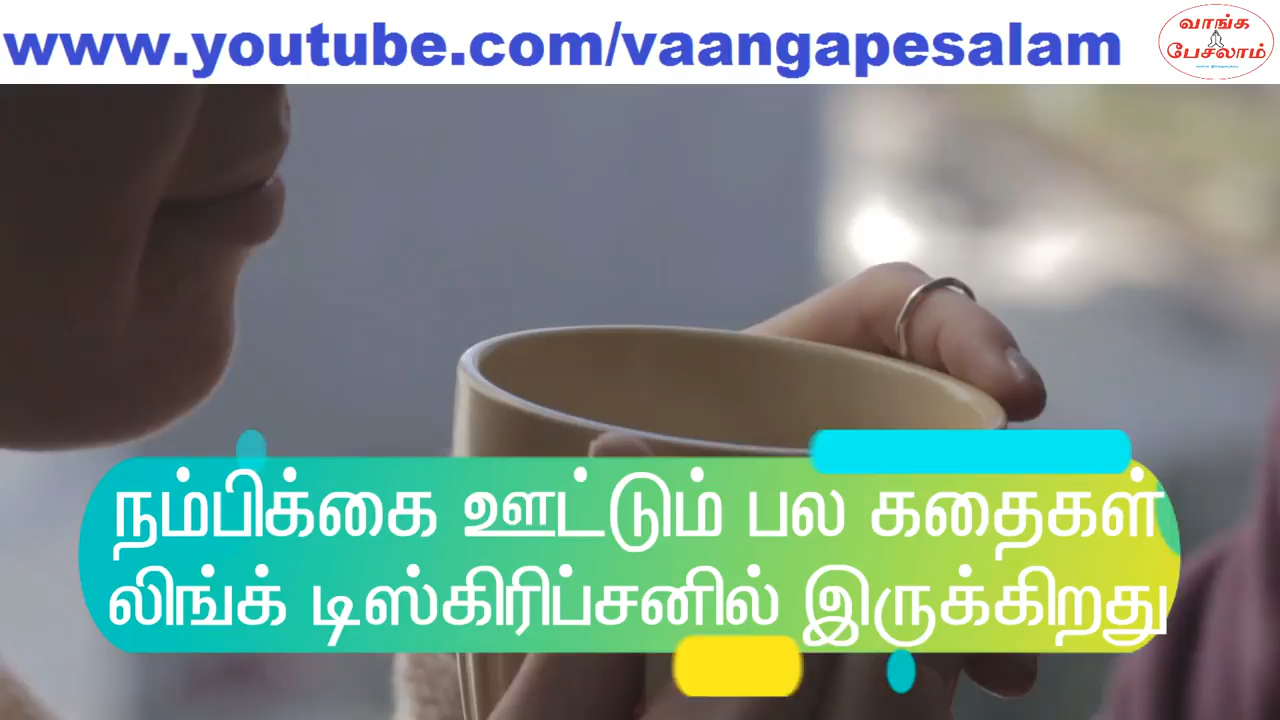 www.youtube.com/vaangapesalam
வாங்க
பேசலாம்
நம்பிக்கை ஊட்டும் பல கதைகள்
லிங்க் டிஸ்கிரிப்சனில் இருக்கிறது